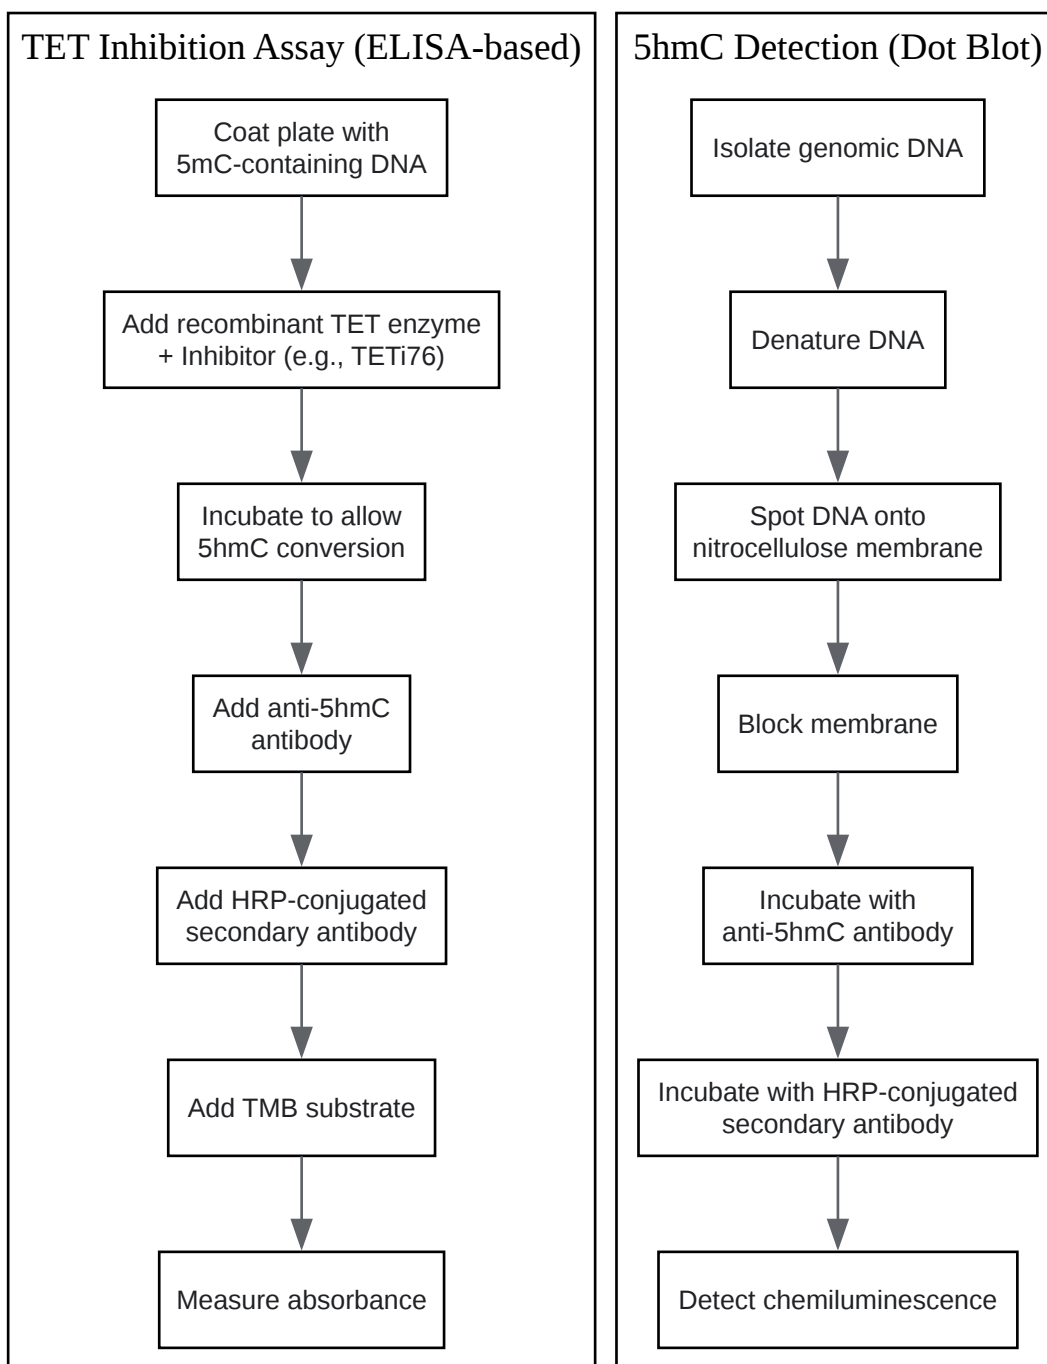 TET Inhibition Assay (ELISA-based)
Coat plate with
5mC-containing DNA
Add recombinant TET enzyme
+ Inhibitor (e.g., TETi76)
Incubate to allow
5hmC conversion
Add anti-5hmC
antibody
Add HRP-conjugated
secondary antibody
Add TMB substrate
Measure absorbance
5hmC Detection (Dot Blot)
Isolate genomic DNA
Denature DNA
Spot DNA onto
nitrocellulose membrane
Block membrane
Incubate with
anti-5hmC antibody
Incubate with HRP-conjugated
secondary antibody
Detect chemiluminescence